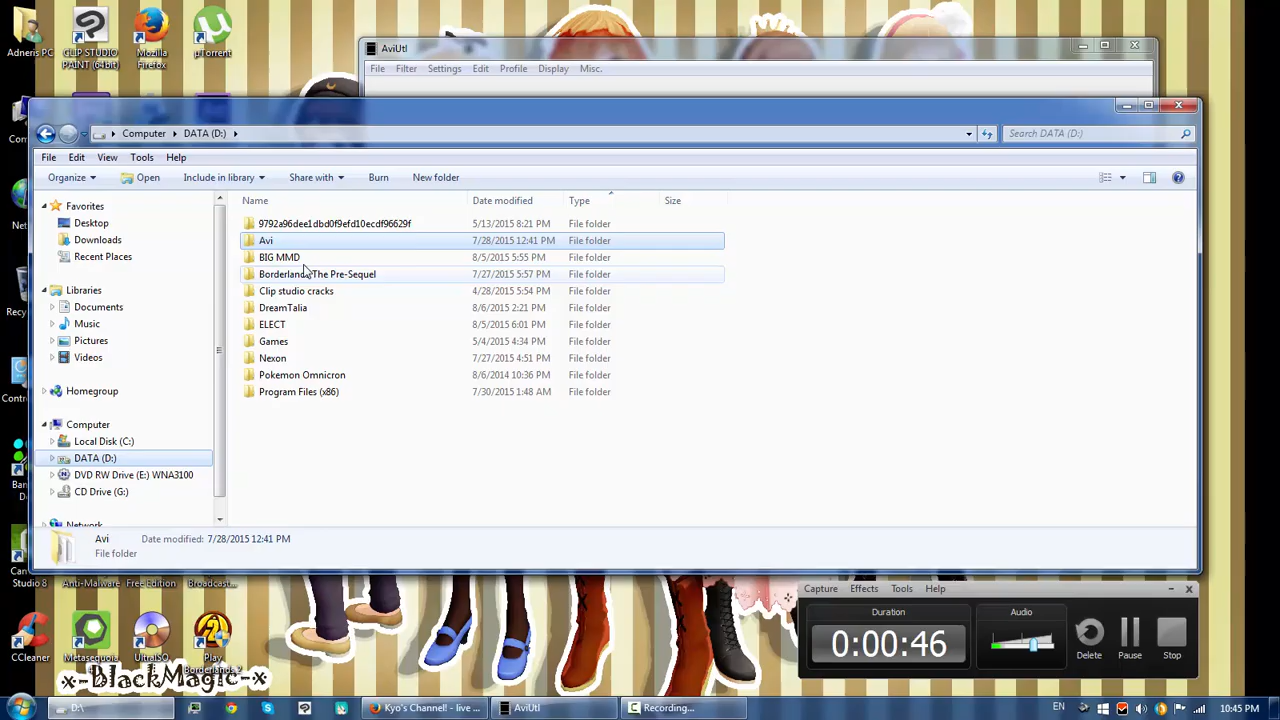 Adneris PC
CLIP STUDIO
PAINT (64bit)
Mozilla
Firefox
µTorrent
AviUtl
File Filter Settings Edit Profile Display Misc.
Computer DATA (D:)
Search DATA (D:)
File Edit View Tools Help
Organize Open Include in library Share with Burn New folder
Name Date modified Type Size
Favorites
Desktop
Downloads
Recent Places
Libraries
Documents
Music
Pictures
Videos
Homegroup
Computer
Local Disk (C:)
DATA (D:)
DVD RW Drive (E:) WNA3100
CD Drive (G:)
Network
9792a96dee1dbd0f9efd10ecdf96629f 5/13/2015 8:21 PM File folder
Avi 7/28/2015 12:41 PM File folder
BIG MMD 8/5/2015 5:55 PM File folder
Borderlands The Pre-Sequel 7/27/2015 5:57 PM File folder
Clip studio cracks 4/28/2015 5:54 PM File folder
DreamTalia 8/6/2015 2:21 PM File folder
ELECT 8/5/2015 6:01 PM File folder
Games 5/4/2015 4:34 PM File folder
Nexon 7/27/2015 4:51 PM File folder
Pokemon Omnicron 8/6/2014 10:36 PM File folder
Program Files (x86) 7/30/2015 1:48 AM File folder
Avi Date modified: 7/28/2015 12:41 PM
File folder
Studio 8
Anti-Malware
Free Edition
Broadcast...
CCleaner
Metasequoia
UltraISO
Play
Borderlands 2
x-BlackMagic-x
Capture Effects Tools Help
Duration
0:00:46
Audio
Delete
Pause
Stop
D:\
Kyo's Channel! - live ...
AviUtl
Recording...
EN
10:45 PM